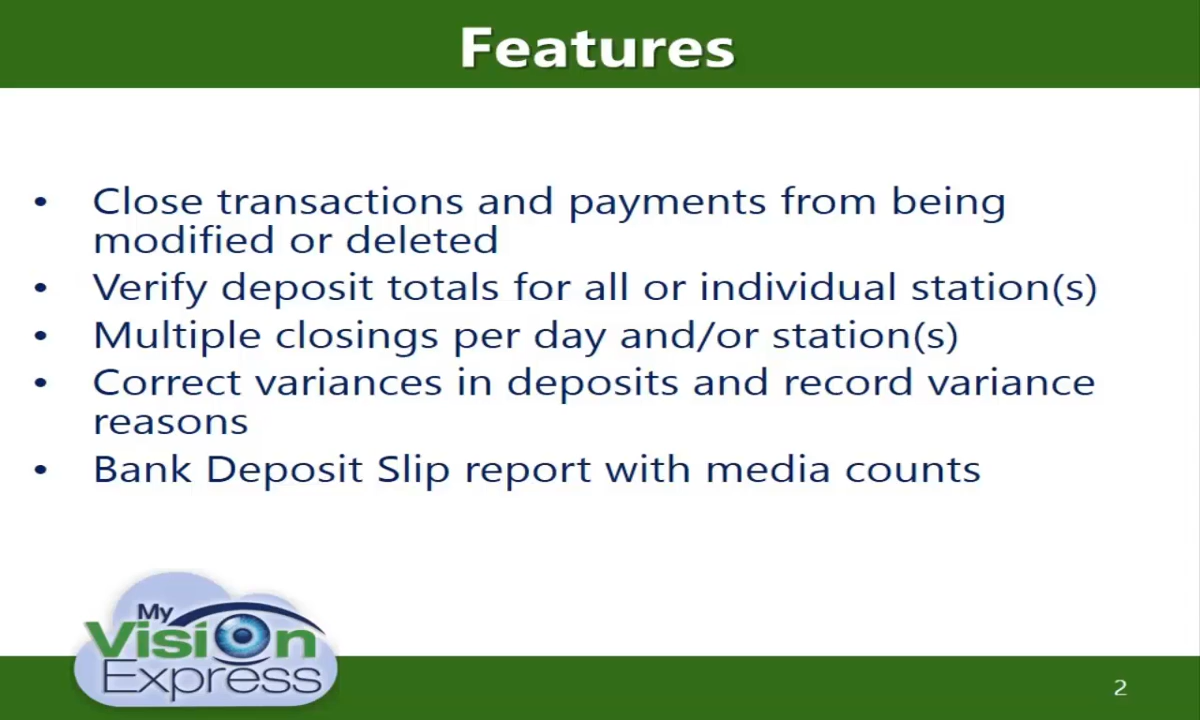 Features
• Close transactions and payments from being
modified or deleted
• Verify deposit totals for all or individual station(s)
• Multiple closings per day and/or station(s)
• Correct variances in deposits and record variance
reasons
• Bank Deposit Slip report with media counts
My
Vision
Express
2